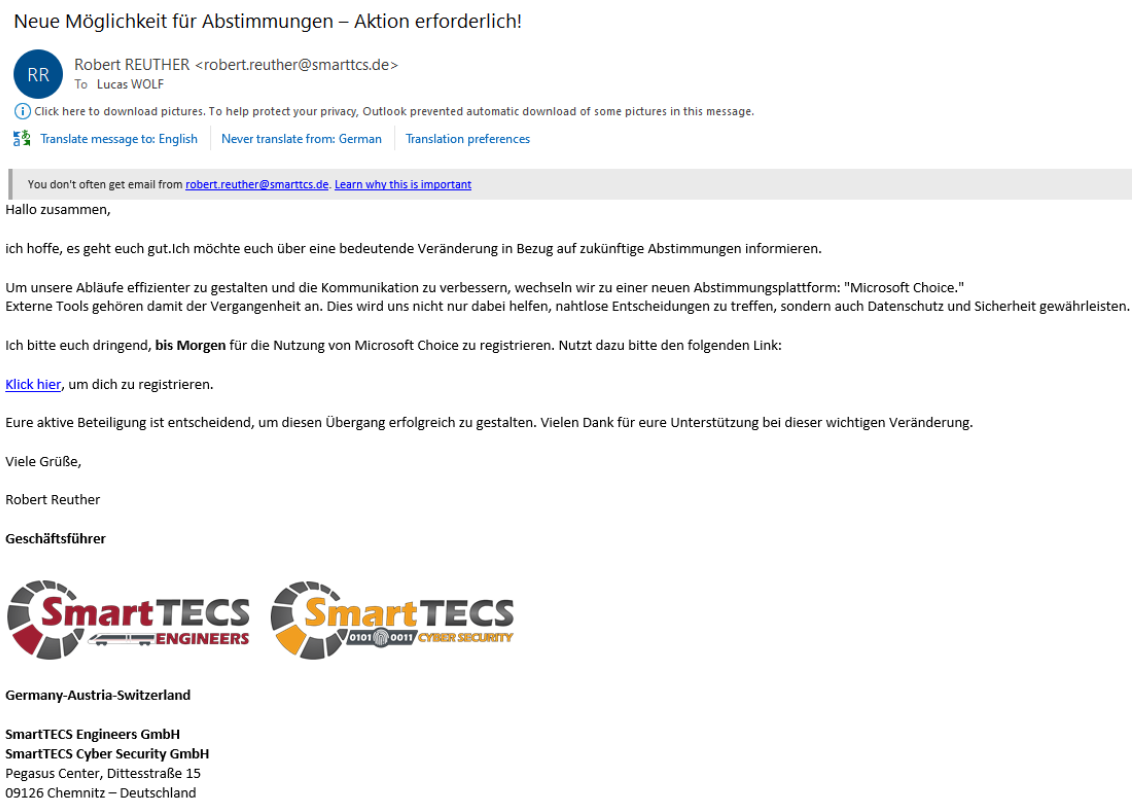 Neue Möglichkeit für Abstimmungen – Aktion erforderlich!
RR
Robert REUTHER <robert.reuther@smarttcs.de>
To Lucas WOLF
Click here to download pictures. To help protect your privacy, Outlook prevented automatic download of some pictures in this message.
Translate message to: English Never translate from: German Translation preferences
You don't often get email from robert.reuther@smarttcs.de. Learn why this is important
Hallo zusammen,
ich hoffe, es geht euch gut.Ich möchte euch über eine bedeutende Veränderung in Bezug auf zukünftige Abstimmungen informieren.
Um unsere Abläufe effizienter zu gestalten und die Kommunikation zu verbessern, wechseln wir zu einer neuen Abstimmungsplattform: "Microsoft Choice."
Externe Tools gehören damit der Vergangenheit an. Dies wird uns nicht nur dabei helfen, nahtlose Entscheidungen zu treffen, sondern auch Datenschutz und Sicherheit gewährleisten.
Ich bitte euch dringend, bis Morgen für die Nutzung von Microsoft Choice zu registrieren. Nutzt dazu bitte den folgenden Link:
Klick hier, um dich zu registrieren.
Eure aktive Beteiligung ist entscheidend, um diesen Übergang erfolgreich zu gestalten. Vielen Dank für eure Unterstützung bei dieser wichtigen Veränderung.
Viele Grüße,
Robert Reuther
Geschäftsführer
SmartTECS
ENGINEERS
SmartTECS
0101 0011 CYBER SECURITY
Germany-Austria-Switzerland
SmartTECS Engineers GmbH
SmartTECS Cyber Security GmbH
Pegasus Center, Dittesstraße 15
09126 Chemnitz – Deutschland